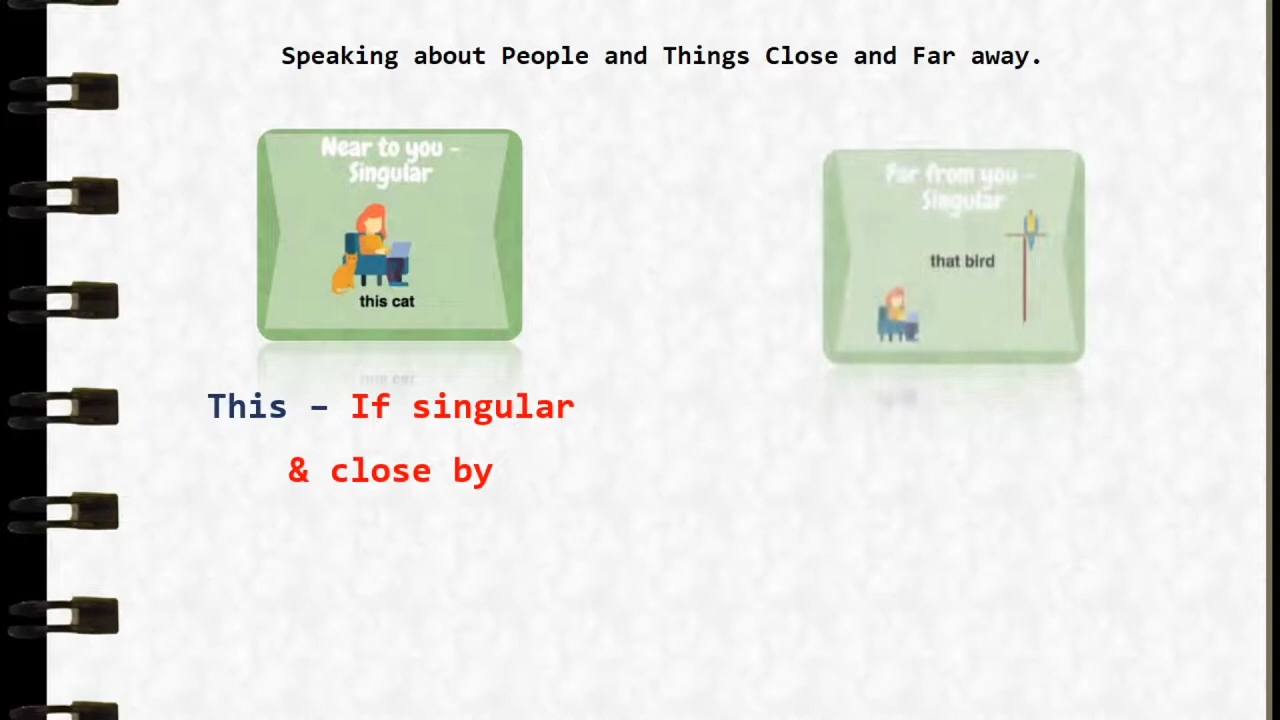 Speaking about People and Things Close and Far away.
Near to you -
Singular
this cat
Far from you -
Singular
that bird
This – If singular
& close by